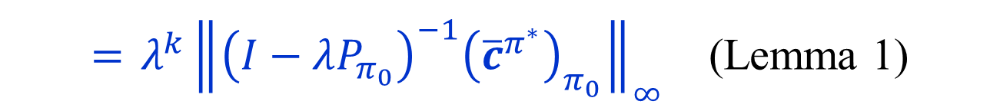 = λ^k ‖(I − λP_{π_0})^{−1}(c̄^{π^*})_{π_0}‖_∞ (Lemma 1)